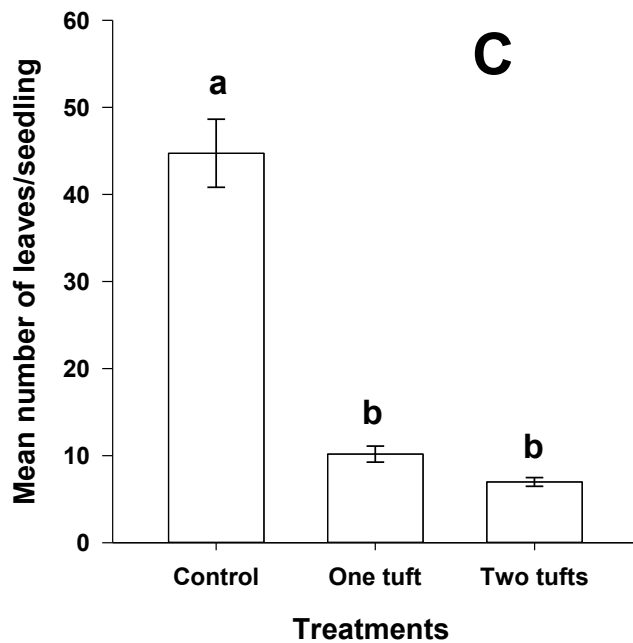 C
Mean number of leaves/seedling
60
50
40
30
20
10
0
a
b
b
Control One tuft Two tufts
Treatments